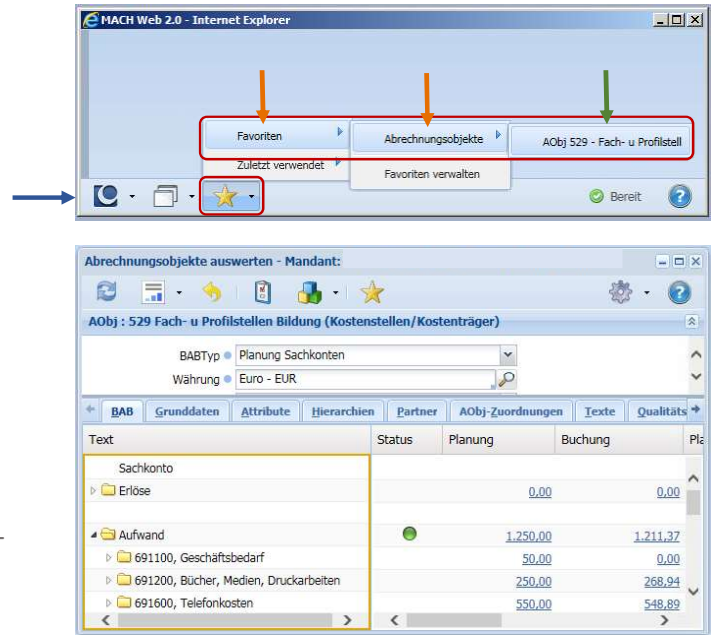 MACH Web 2.0 - Internet Explorer
Favoriten
Abrechnungsobjekte
AObj 529 - Fach- u Profilstell
Zuletzt verwendet
Favoriten verwalten
Bereit
Abrechnungsobjekte auswerten - Mandant:
AObj : 529 Fach- u Profilstellen Bildung (Kostenstellen/Kostenträger)
BABTyp Planung Sachkonten
Währung Euro - EUR
BAB Grunddaten Attribute Hierarchien Partner AObj-Zuordnungen Texte Qualitäts
Text Status Planung Buchung Pla
Sachkonto
Erlöse 0,00 0,00
Aufwand 1.250,00 1.211,37
691100, Geschäftsbedarf 50,00 0,00
691200, Bücher, Medien, Druckarbeiten 250,00 268,94
691600, Telefonkosten 550,00 548,89